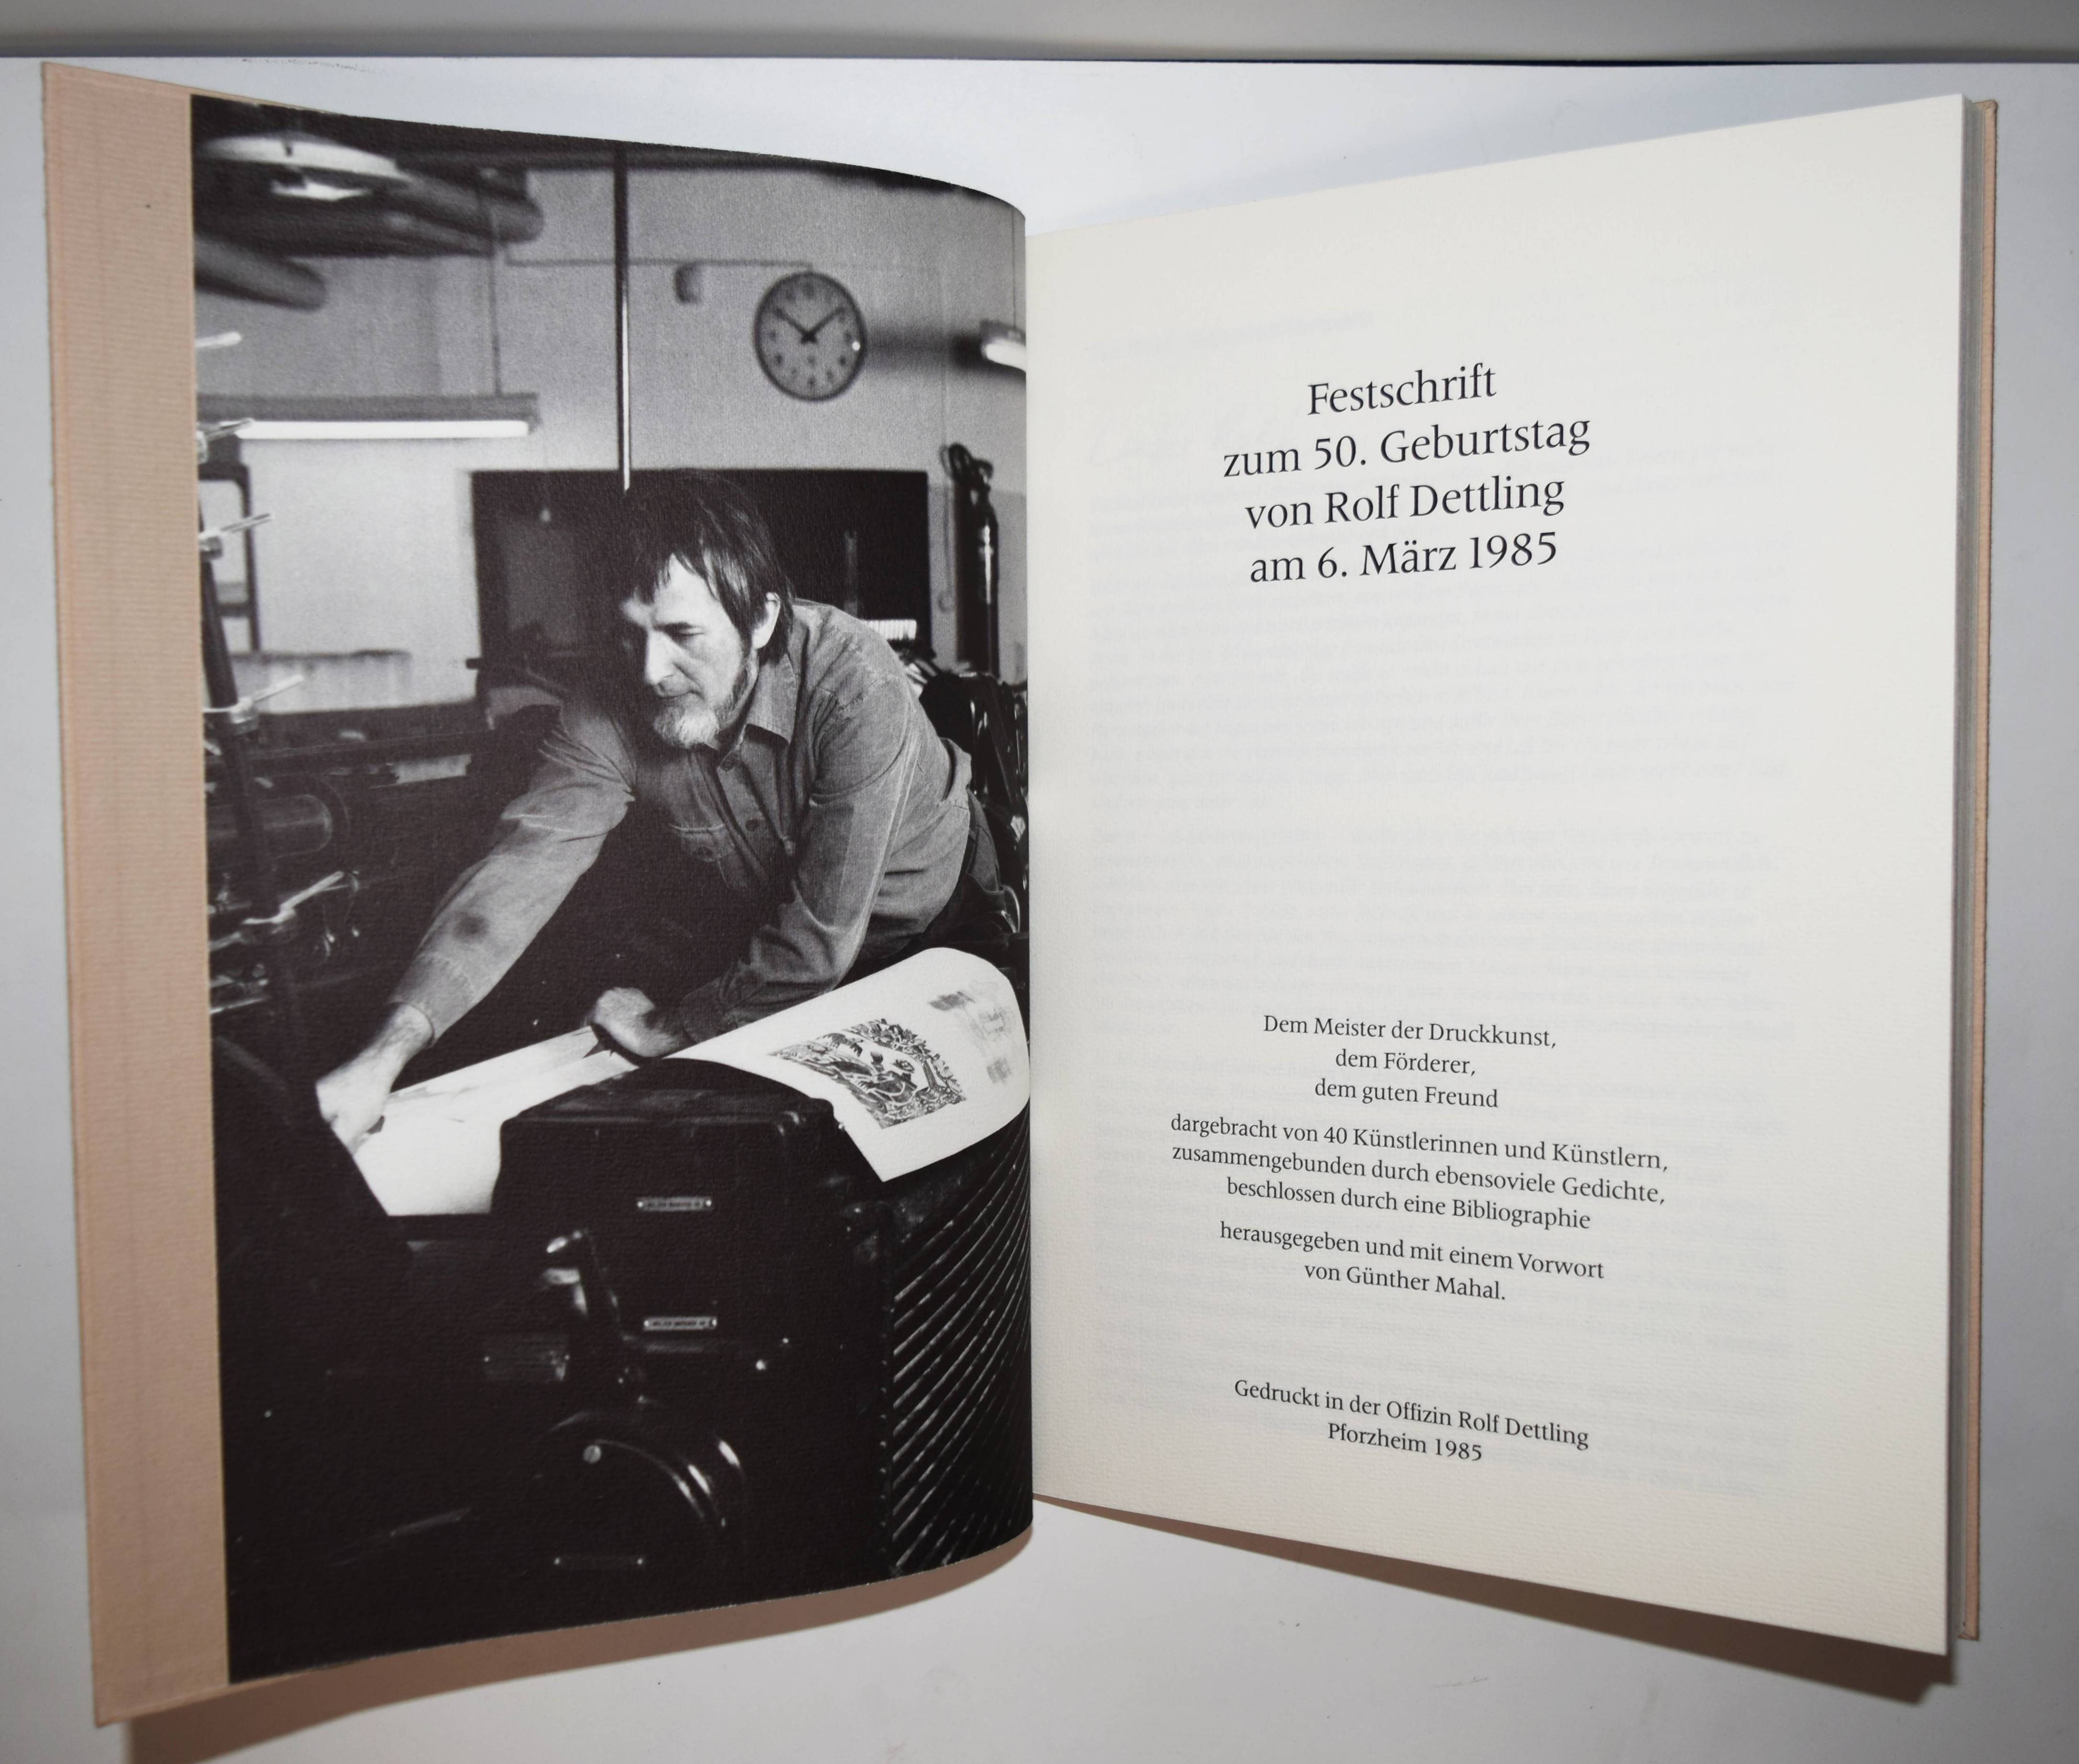 Festschrift
zum 50. Geburtstag
von Rolf Dettling
am 6. März 1985
Dem Meister der Druckkunst,
dem Förderer,
dem guten Freund
dargebracht von 40 Künstlerinnen und Künstlern,
zusammengebunden durch ebensoviele Gedichte,
beschlossen durch eine Bibliographie
herausgegeben und mit einem Vorwort
von Günther Mahal.
Gedruckt in der Offizin Rolf Dettling
Pforzheim 1985